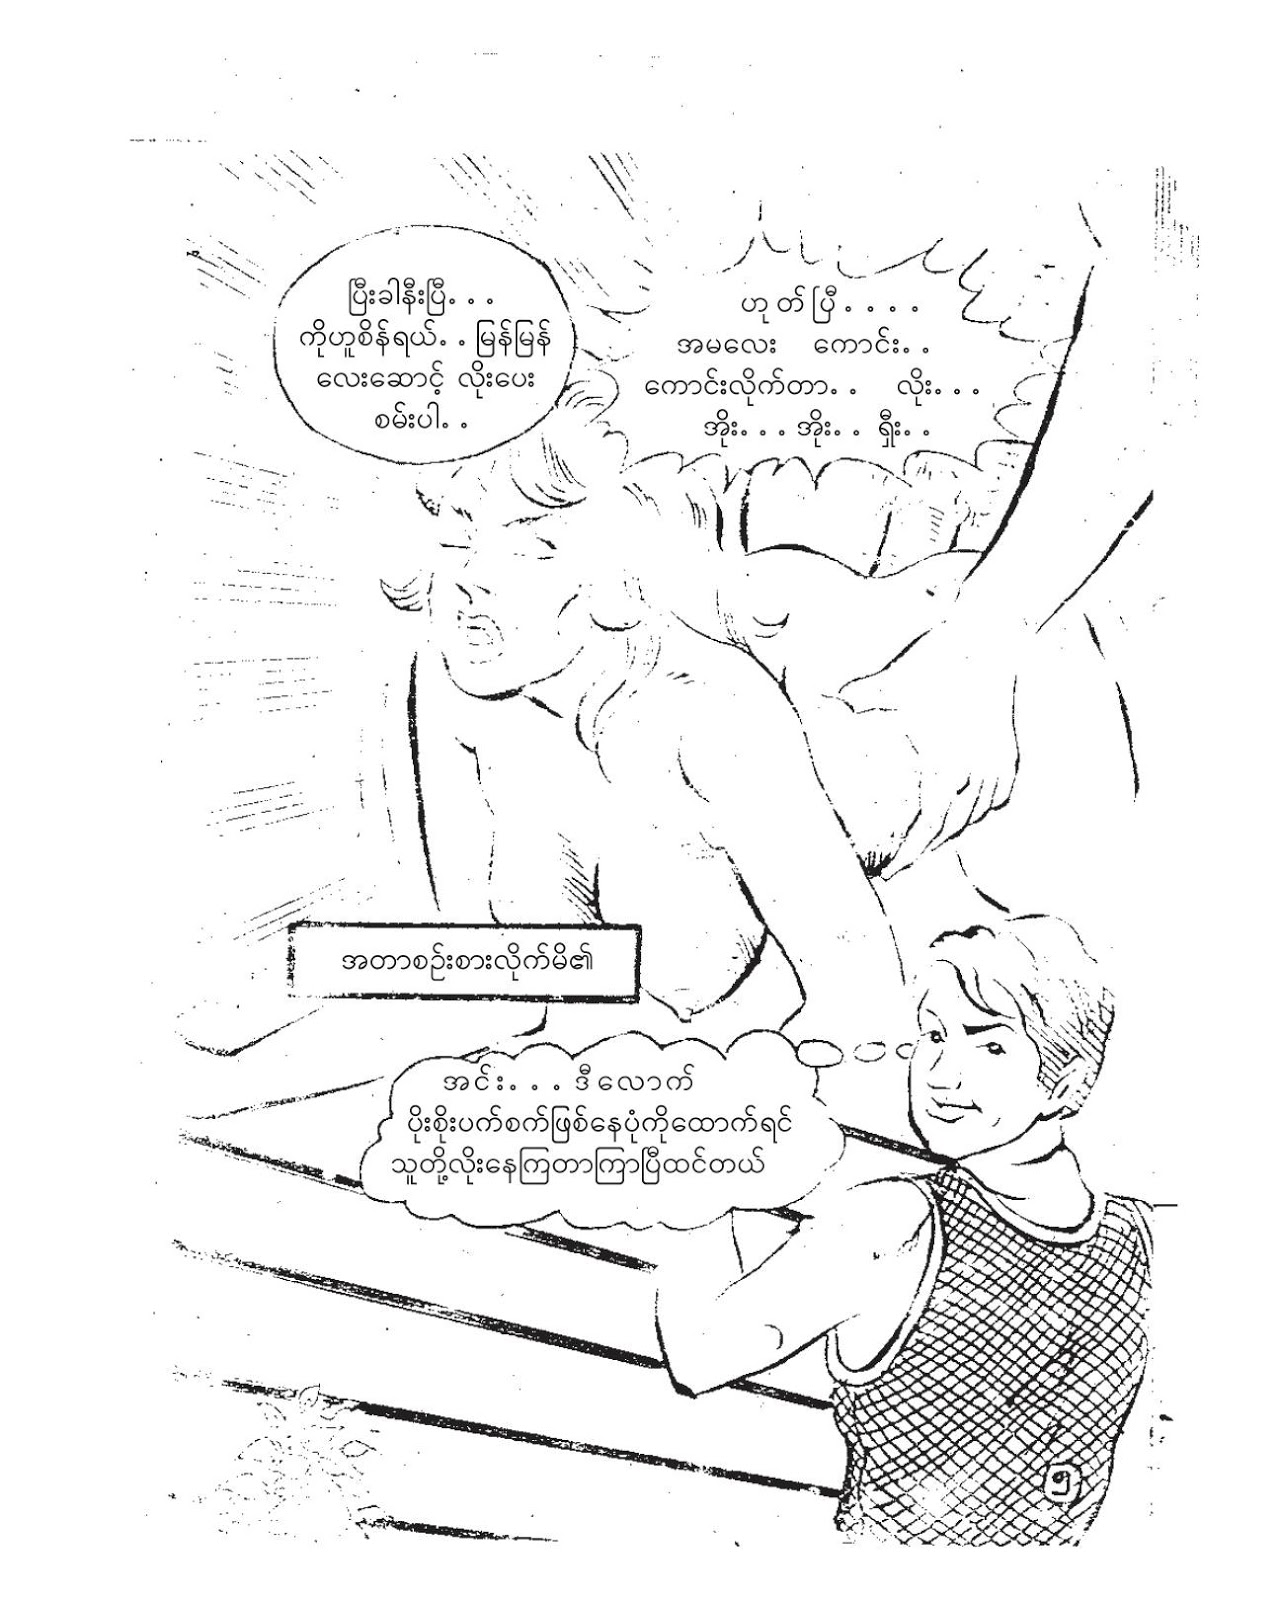 ပြီးခါနီးပြီ. . .
ကိုဟူစိန်ရယ်. . မြန်မြန်
လေးဆောင့် လိုးပေး
စမ်းပါ. .
ဟုတ်ပြီ . . . .
အမလေး ကောင်း. .
ကောင်းလိုက်တာ. . လိုး. . .
အိုး. . . အိုး. . ရှီး. .
အတာစဉ်းစားလိုက်မိ၏
အင်း. . . ဒီလောက်
ပိုးစိုးပက်စက်ဖြစ်နေပုံကိုထောက်ရင်
သူတို့လိုးနေကြတာကြာပြီထင်တယ်
၅